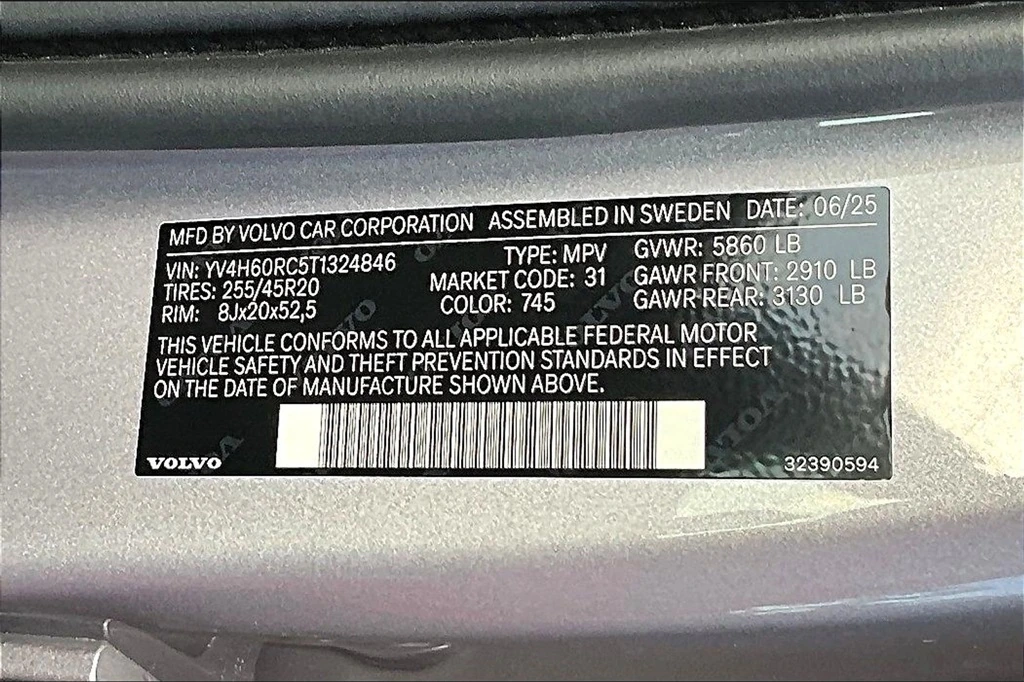 MFD BY VOLVO CAR CORPORATION ASSEMBLED IN SWEDEN DATE: 06/25
VIN: YV4H60RC5T1324846 TYPE: MPV GVWR: 5860 LB
TIRES: 255/45R20 MARKET CODE: 31 GAWR FRONT: 2910 LB
RIM: 8Jx20x52,5 COLOR: 745 GAWR REAR: 3130 LB
THIS VEHICLE CONFORMS TO ALL APPLICABLE FEDERAL MOTOR
VEHICLE SAFETY AND THEFT PREVENTION STANDARDS IN EFFECT
ON THE DATE OF MANUFACTURE SHOWN ABOVE.
VOLVO 32390594